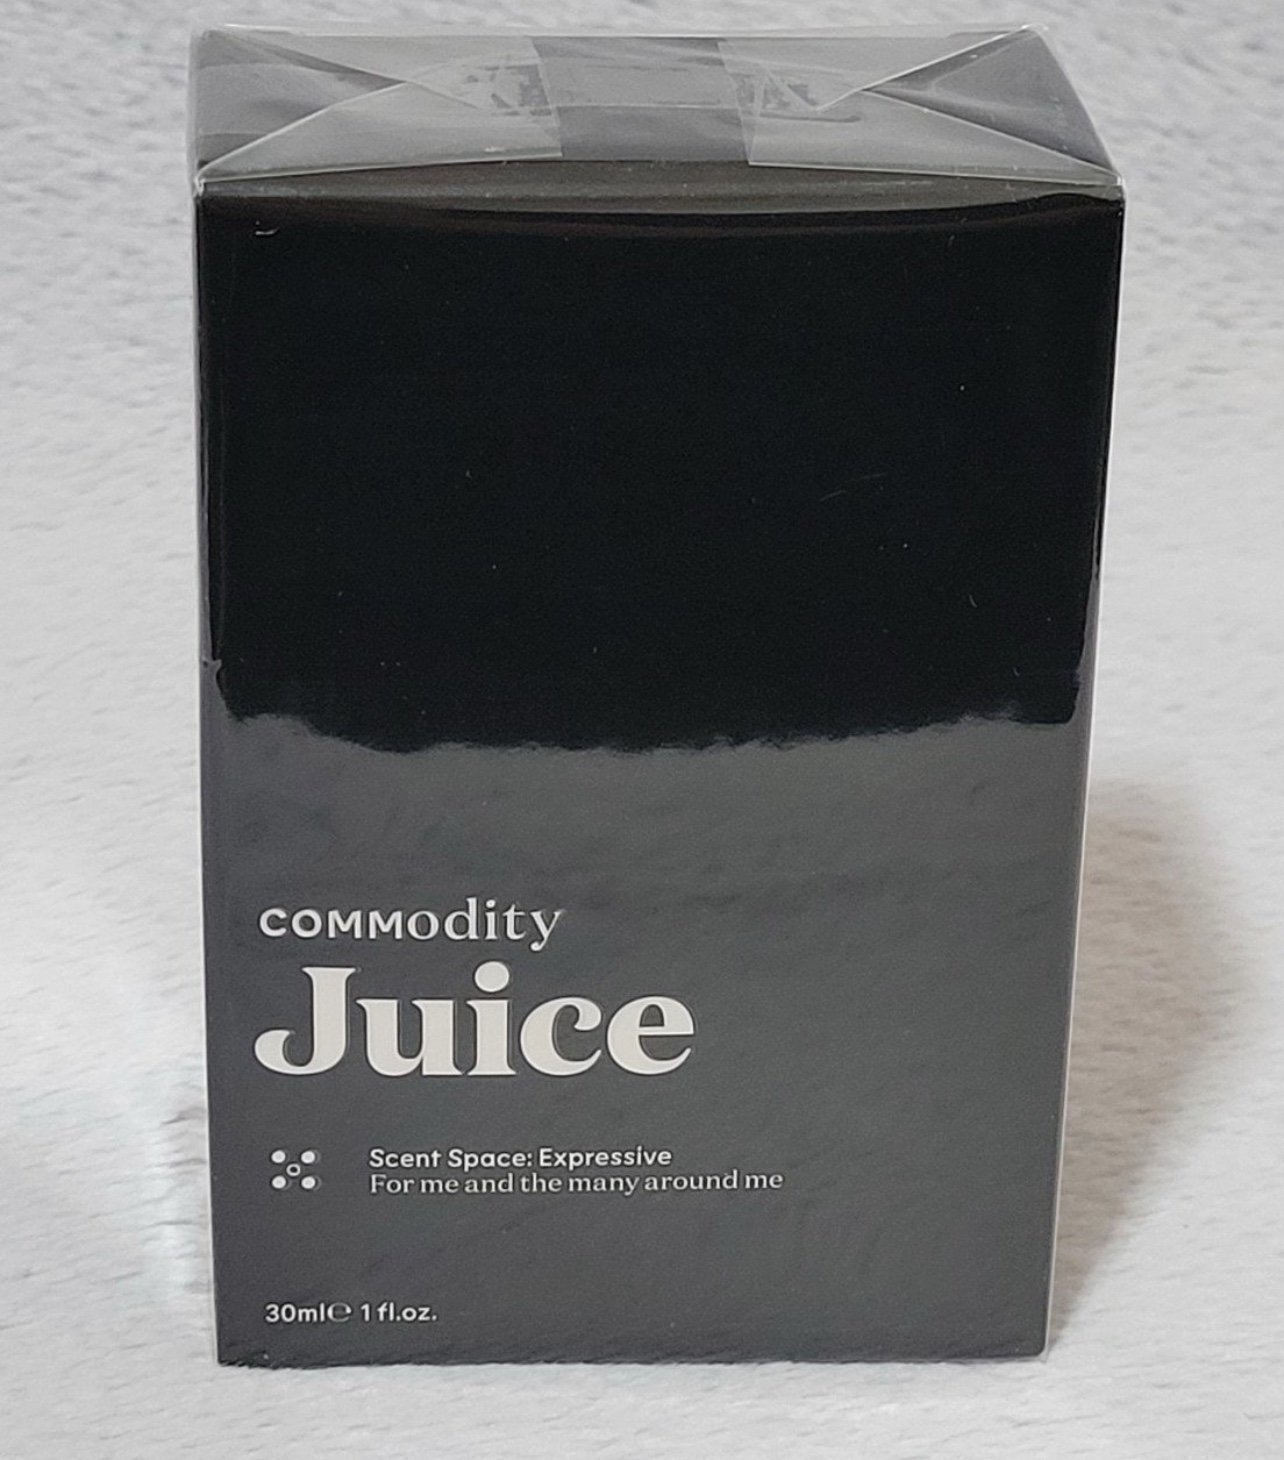 COMModity
Juice
Scent Space: Expressive
For me and the many around me
30ml℮ 1 fl.oz.